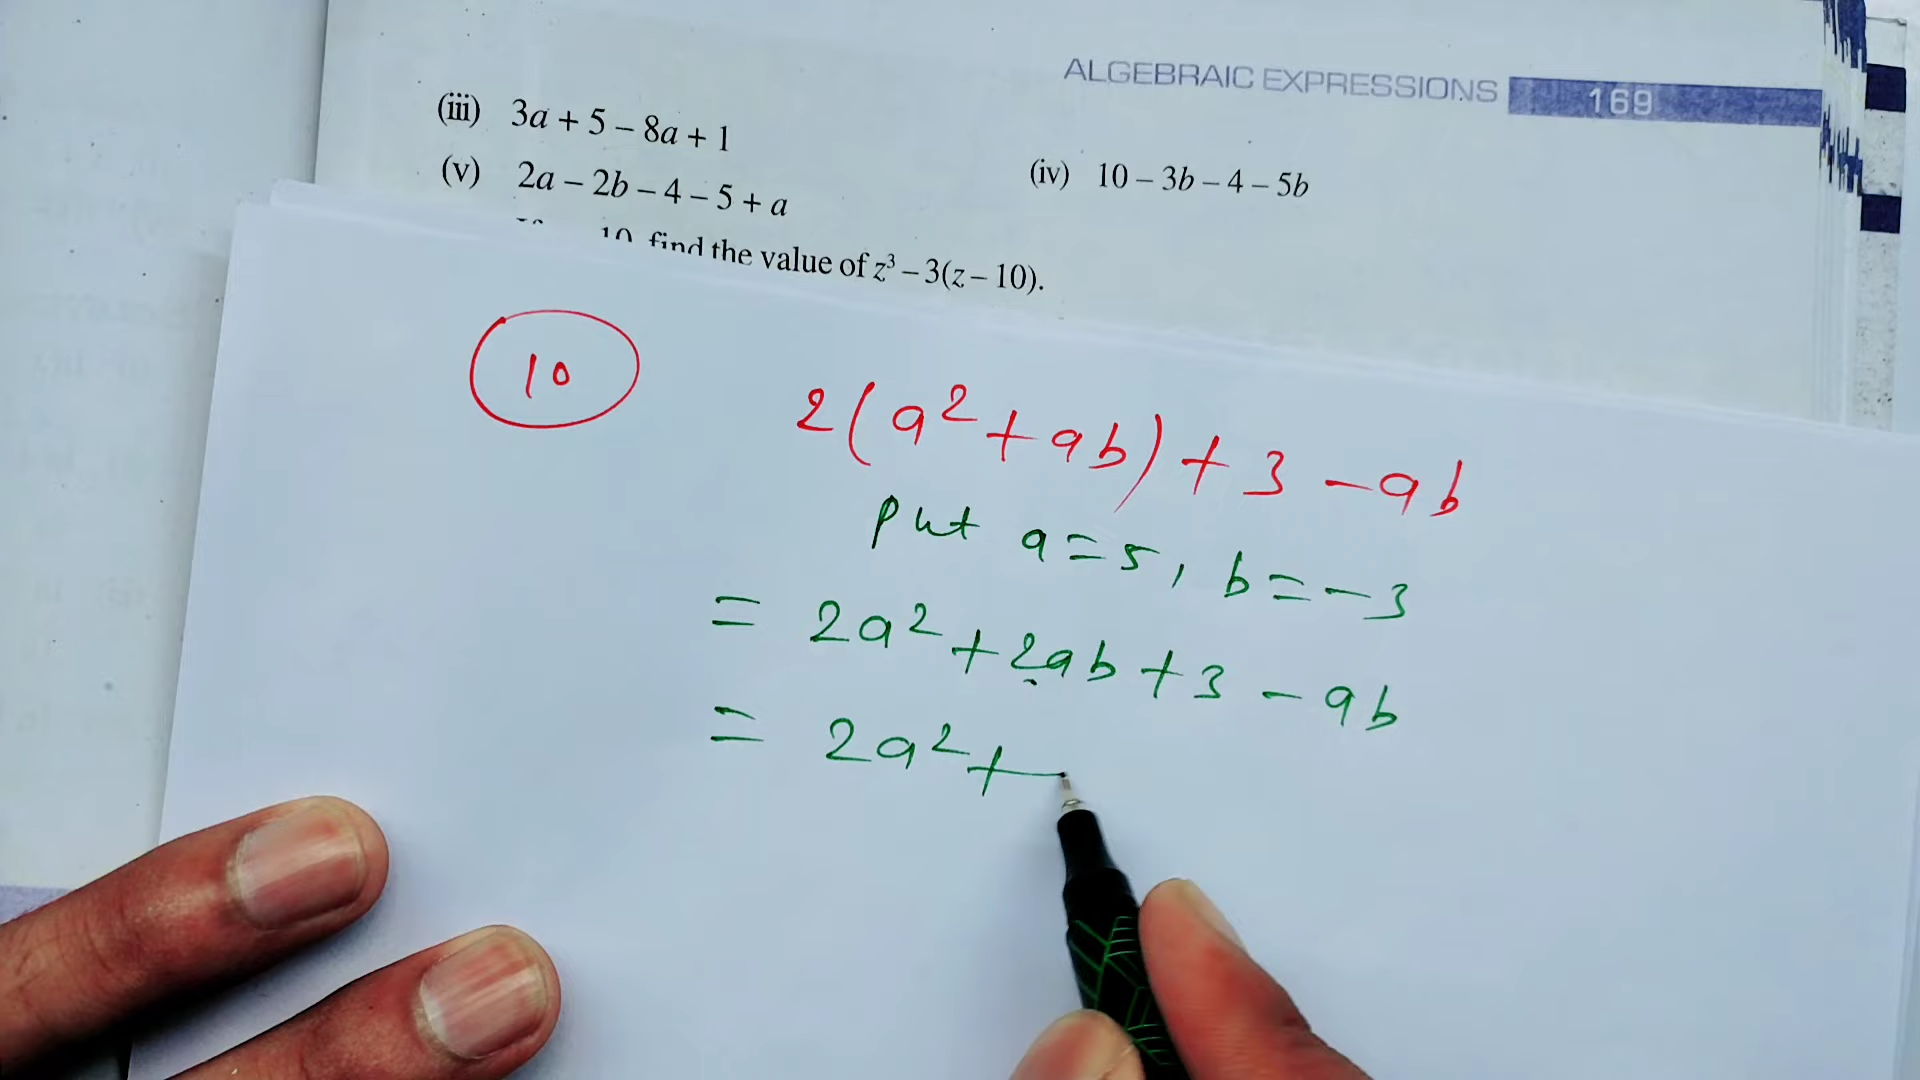 ALGEBRAIC EXPRESSIONS 169
(iii) 3a + 5 – 8a + 1
(iv) 10 – 3b – 4 – 5b
(v) 2a – 2b – 4 – 5 + a
10, find the value of z³ – 3(z – 10).
10
2(a² + ab) + 3 – ab
put a = 5, b = –3
= 2a² + 2ab + 3 – ab
= 2a² +